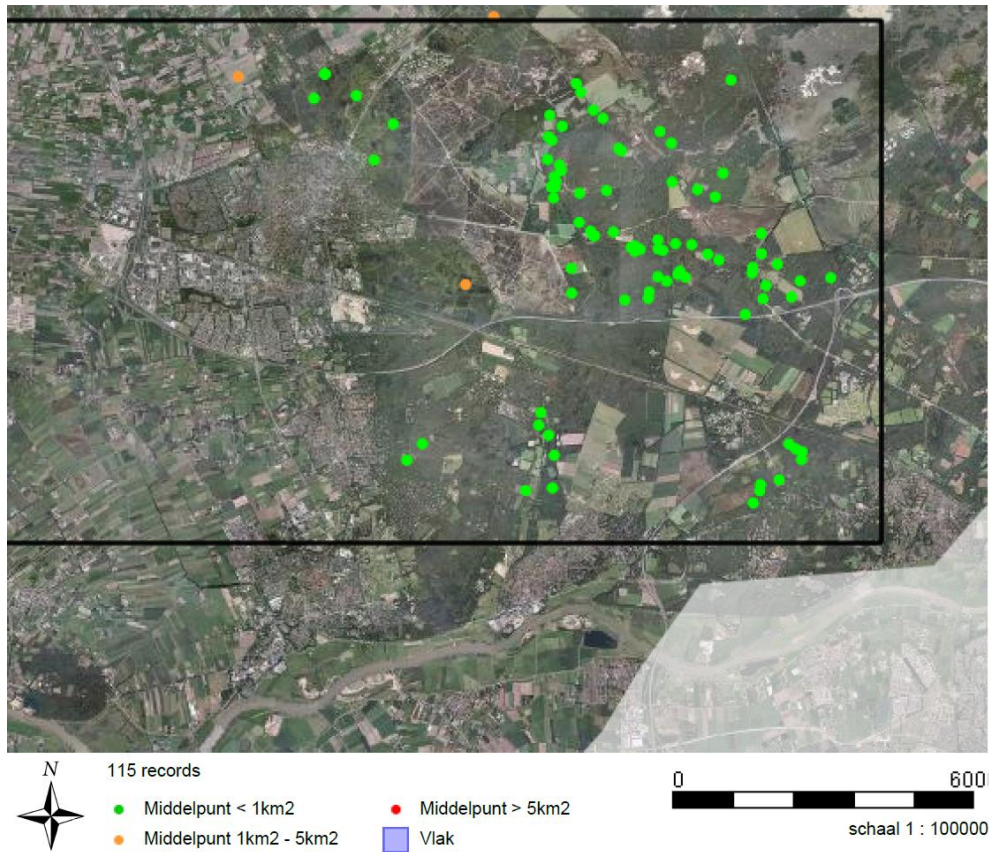 N
115 records
Middelpunt < 1km2
Middelpunt > 5km2
Middelpunt 1km2 - 5km2
Vlak
0 600
schaal 1 : 100000